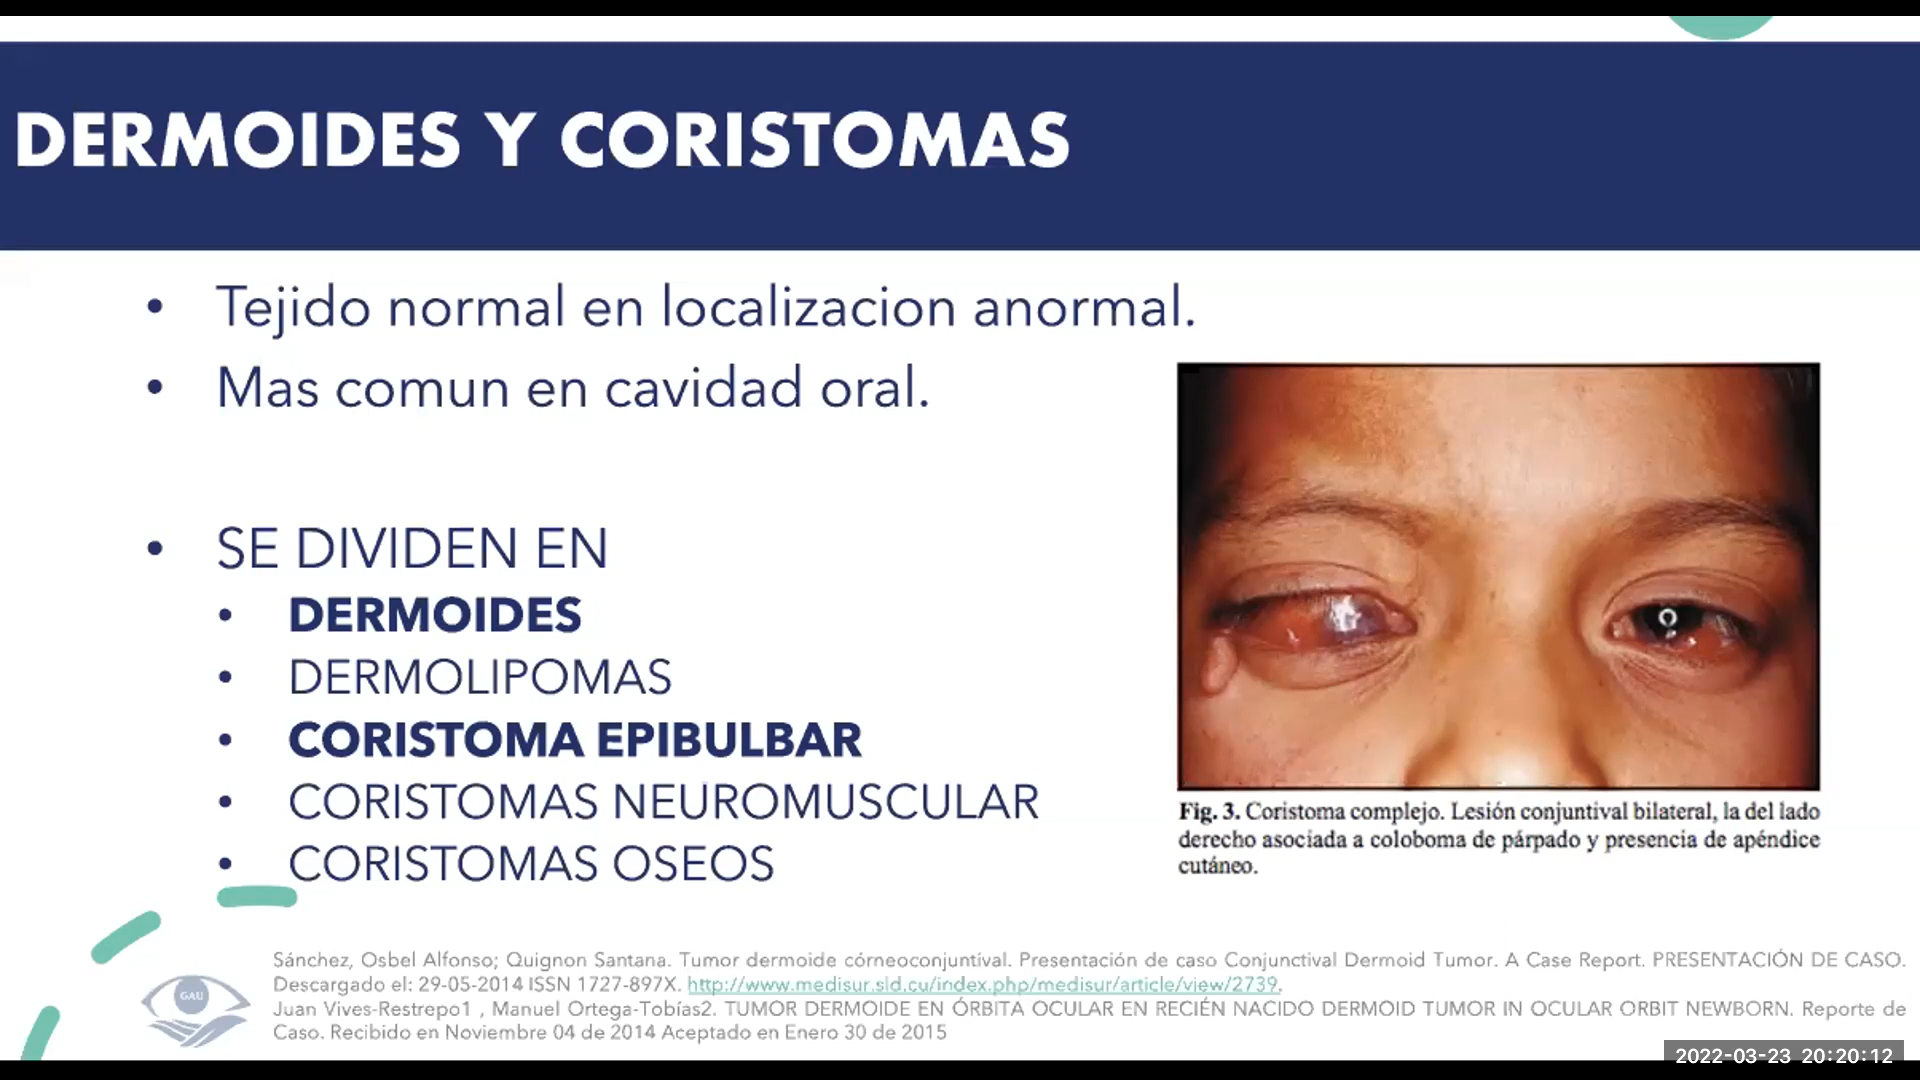 DERMOIDES Y CORISTOMAS
• Tejido normal en localizacion anormal.
• Mas comun en cavidad oral.
• SE DIVIDEN EN
• DERMOIDES
• DERMOLIPOMAS
• CORISTOMA EPIBULBAR
• CORISTOMAS NEUROMUSCULAR
• CORISTOMAS OSEOS
Fig. 3. Coristoma complejo. Lesión conjuntival bilateral, la del lado
derecho asociada a coloboma de párpado y presencia de apéndice
cutáneo.
Sánchez, Osbel Alfonso; Quignon Santana. Tumor dermoide córneoconjuntival. Presentación de caso Conjunctival Dermoid Tumor. A Case Report. PRESENTACIÓN DE CASO.
Descargado el: 29-05-2014 ISSN 1727-897X. http://www.medisur.sld.cu/index.php/medisur/article/view/2739.
Juan Vives-Restrepo1 , Manuel Ortega-Tobías2. TUMOR DERMOIDE EN ÓRBITA OCULAR EN RECIÉN NACIDO DERMOID TUMOR IN OCULAR ORBIT NEWBORN. Reporte de
Caso. Recibido en Noviembre 04 de 2014 Aceptado en Enero 30 de 2015
GAU
2022-03-23 20:20:12